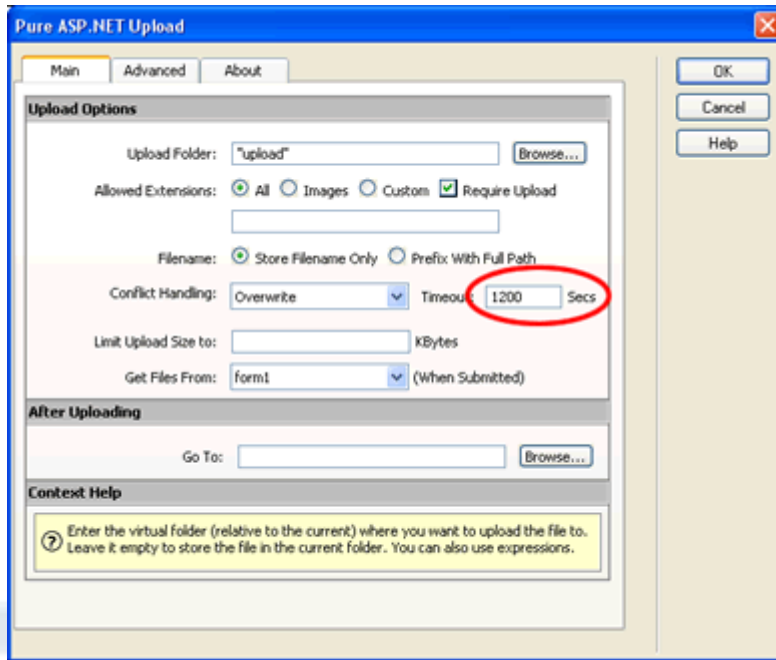 Pure ASP.NET Upload
Main Advanced About
OK
Cancel
Help
Upload Options
Upload Folder: "upload" Browse...
Allowed Extensions: All Images Custom Require Upload
Filename: Store Filename Only Prefix With Full Path
Conflict Handling: Overwrite Timeout: 1200 Secs
Limit Upload Size to: KBytes
Get Files From: form1 (When Submitted)
After Uploading
Go To: Browse...
Context Help
Enter the virtual folder (relative to the current) where you want to upload the file to.
Leave it empty to store the file in the current folder. You can also use expressions.